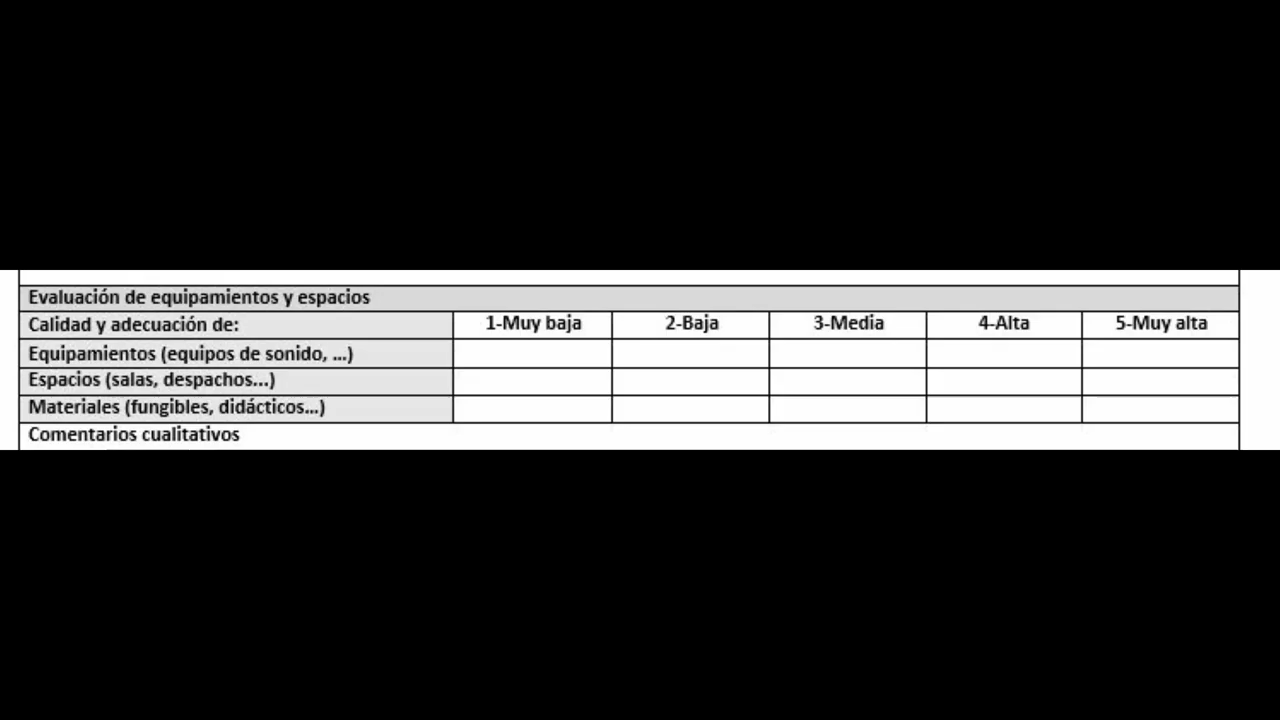 Evaluación de equipamientos y espacios
Calidad y adecuación de: 1-Muy baja 2-Baja 3-Media 4-Alta 5-Muy alta
Equipamientos (equipos de sonido, ...)
Espacios (salas, despachos...)
Materiales (fungibles, didácticos...)
Comentarios cualitativos